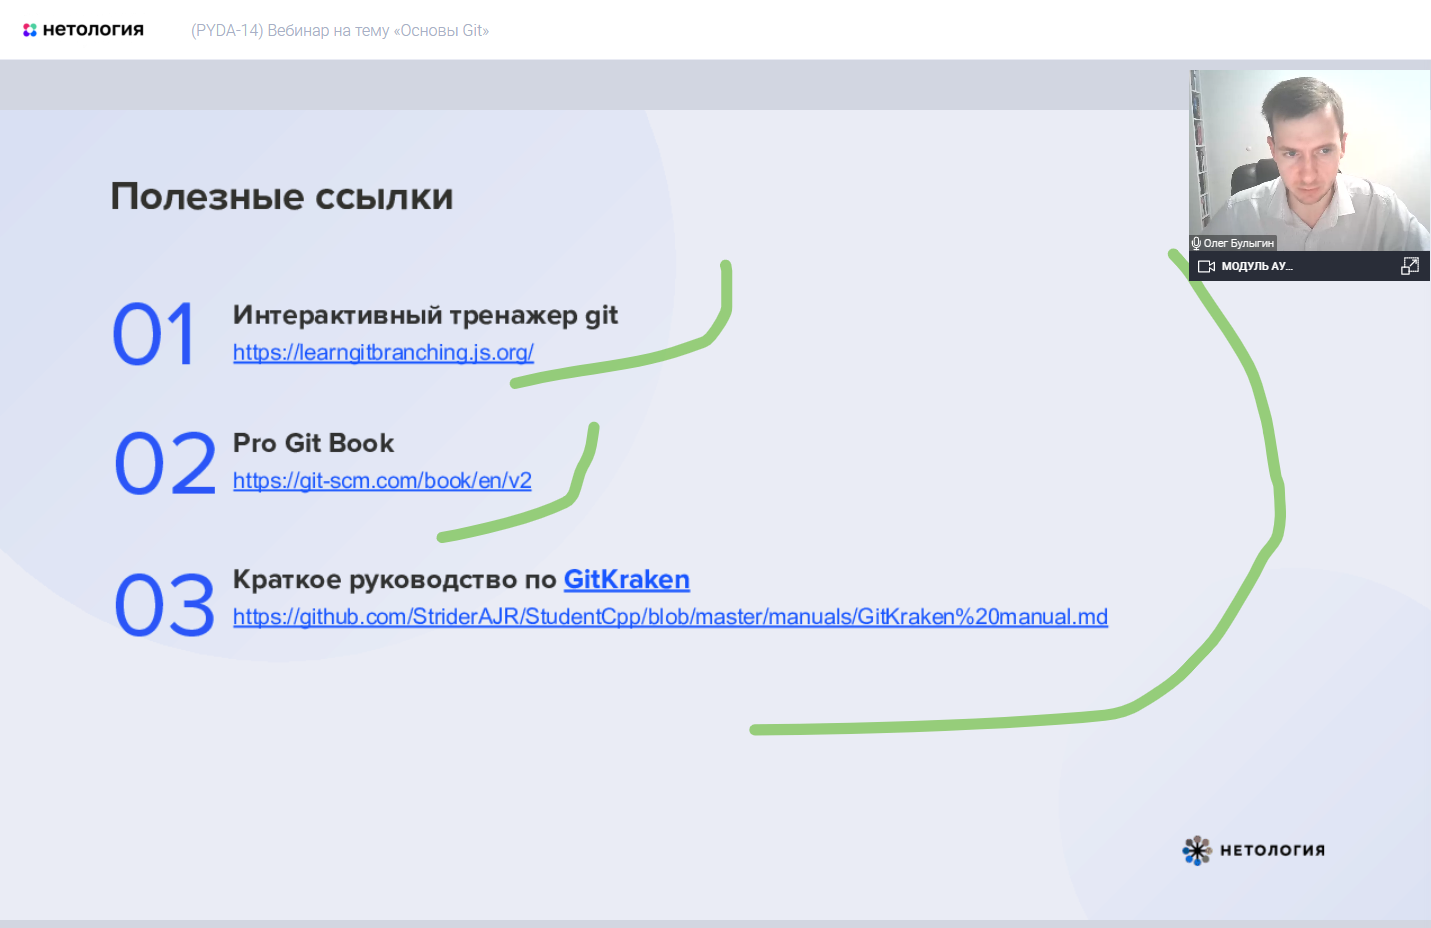 нетология
(PYDA-14) Вебинар на тему «Основы Git»
Олег Булыгин
МОДУЛЬ АУ...
Полезные ссылки
01
Интерактивный тренажер git
https://learngitbranching.js.org/
02
Pro Git Book
https://git-scm.com/book/en/v2
03
Краткое руководство по GitKraken
https://github.com/StriderAJR/StudentCpp/blob/master/manuals/GitKraken%20manual.md
НЕТОЛОГИЯ